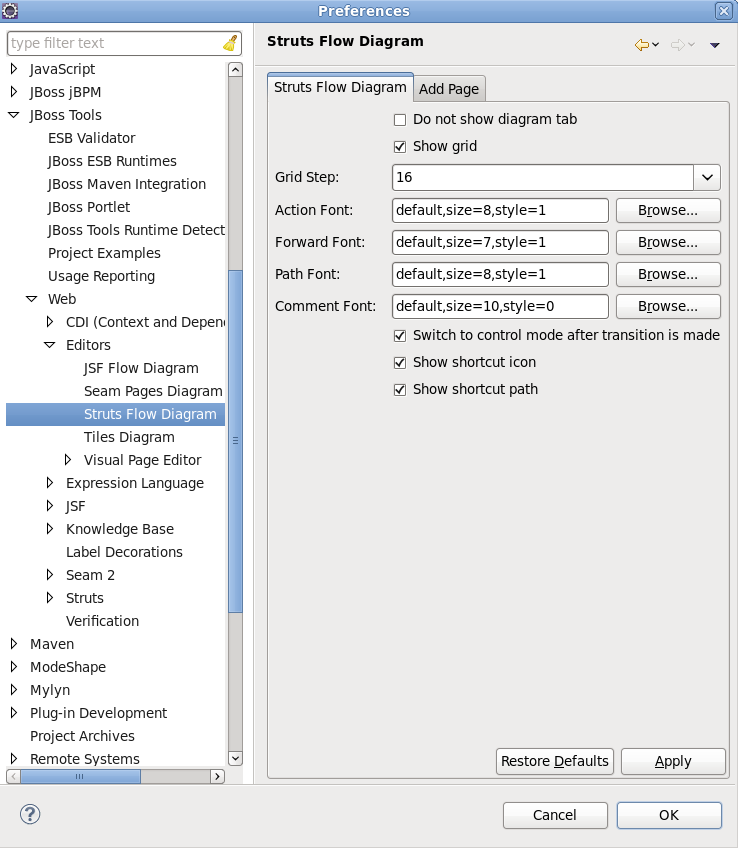 Preferences
type filter text
JavaScript
JBoss jBPM
JBoss Tools
ESB Validator
JBoss ESB Runtimes
JBoss Maven Integration
JBoss Portlet
JBoss Tools Runtime Detect
Project Examples
Usage Reporting
Web
CDI (Context and Depen
Editors
JSF Flow Diagram
Seam Pages Diagram
Struts Flow Diagram
Tiles Diagram
Visual Page Editor
Expression Language
JSF
Knowledge Base
Label Decorations
Seam 2
Struts
Verification
Maven
ModeShape
Mylyn
Plug-in Development
Project Archives
Remote Systems
Struts Flow Diagram
Struts Flow Diagram Add Page
Do not show diagram tab
Show grid
Grid Step: 16
Action Font: default,size=8,style=1 Browse...
Forward Font: default,size=7,style=1 Browse...
Path Font: default,size=8,style=1 Browse...
Comment Font: default,size=10,style=0 Browse...
Switch to control mode after transition is made
Show shortcut icon
Show shortcut path
Restore Defaults Apply
? Cancel OK